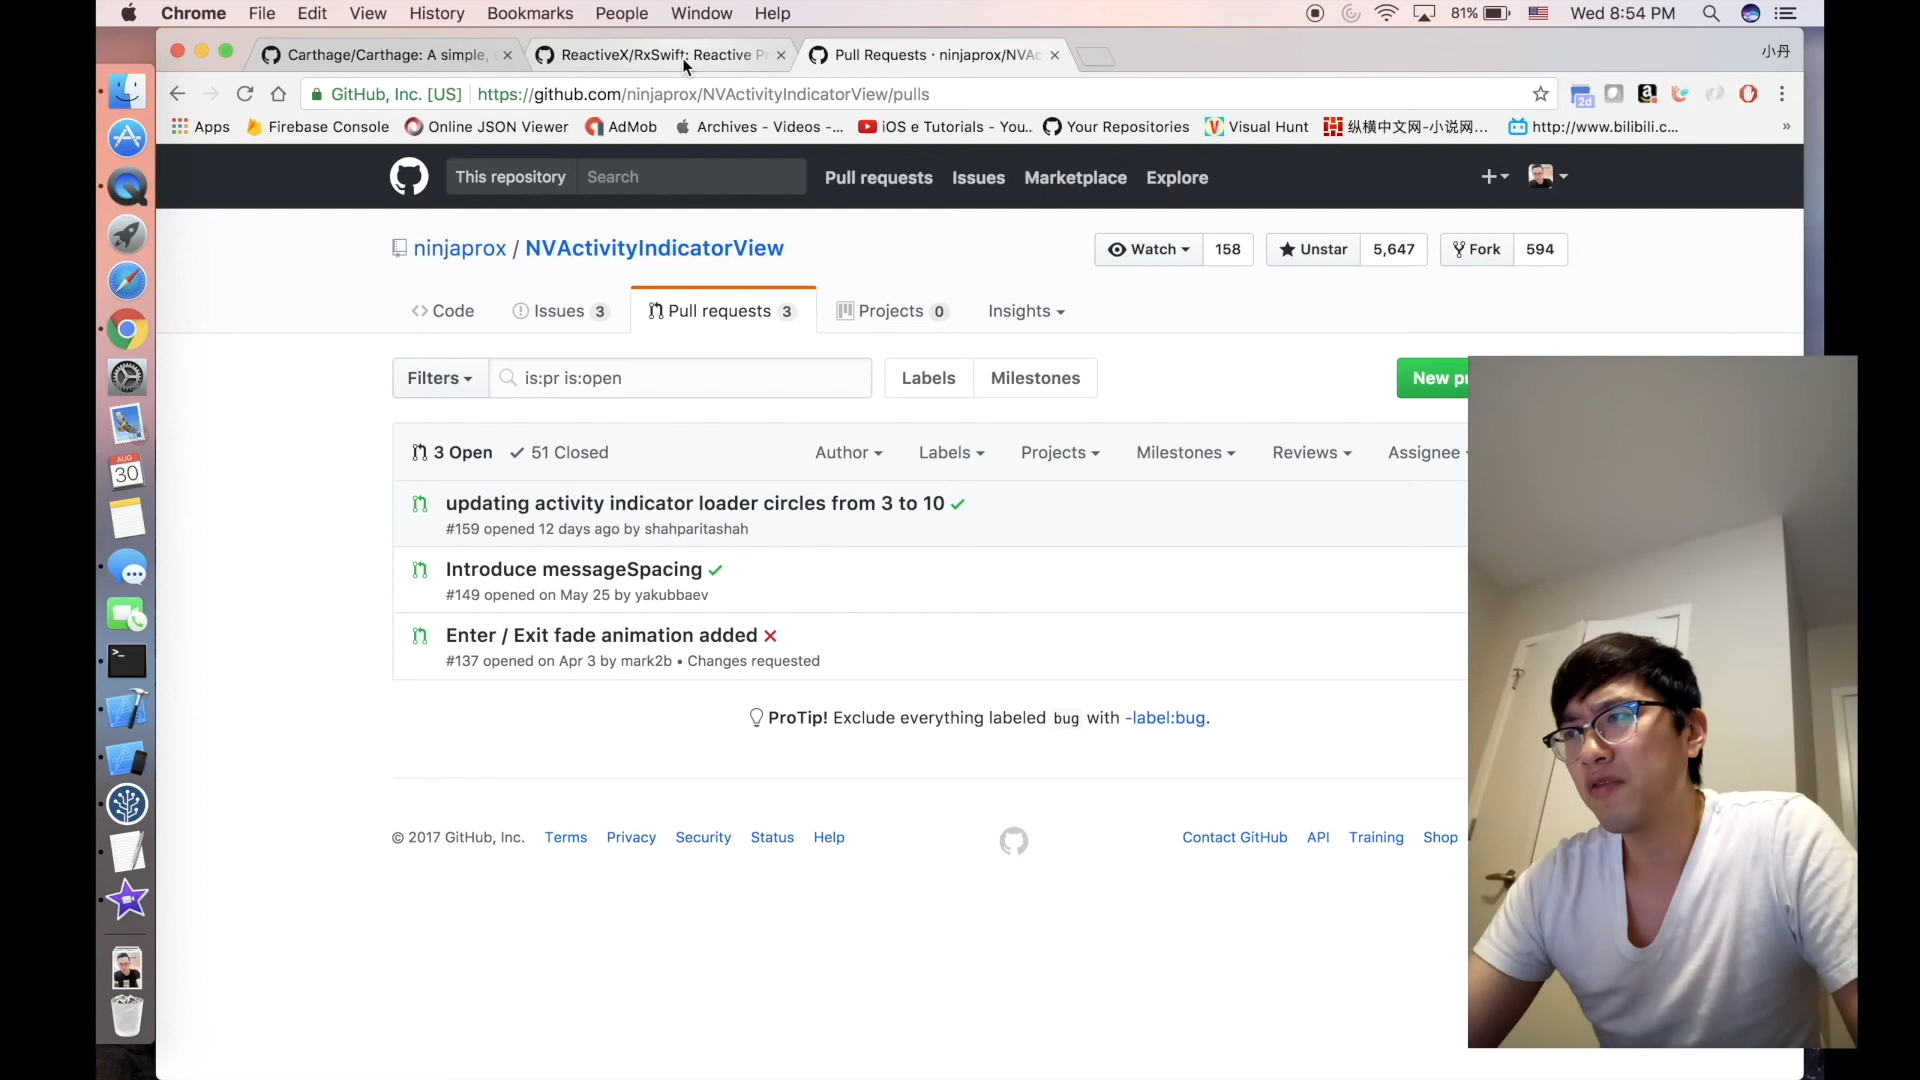 Chrome File Edit View History Bookmarks People Window Help 81% Wed 8:54 PM
Carthage/Carthage: A simple, ReactiveX/RxSwift: Reactive P Pull Requests · ninjaprox/NVAc 小丹
GitHub, Inc. [US] https://github.com/ninjaprox/NVActivityIndicatorView/pulls 2d
Apps Firebase Console Online JSON Viewer AdMob Archives - Videos -... iOS e Tutorials - You... Your Repositories Visual Hunt 纵横中文网-小说网... http://www.bilibili.c... »
This repository Search Pull requests Issues Marketplace Explore
ninjaprox / NVActivityIndicatorView Watch 158 Unstar 5,647 Fork 594
Code Issues 3 Pull requests 3 Projects 0 Insights
Filters is:pr is:open Labels Milestones New pu
3 Open 51 Closed Author Labels Projects Milestones Reviews Assignee
AUG
30
updating activity indicator loader circles from 3 to 10
#159 opened 12 days ago by shahparitashah
Introduce messageSpacing
#149 opened on May 25 by yakubbaev
Enter / Exit fade animation added
#137 opened on Apr 3 by mark2b • Changes requested
ProTip! Exclude everything labeled bug with -label:bug.
© 2017 GitHub, Inc. Terms Privacy Security Status Help Contact GitHub API Training Shop